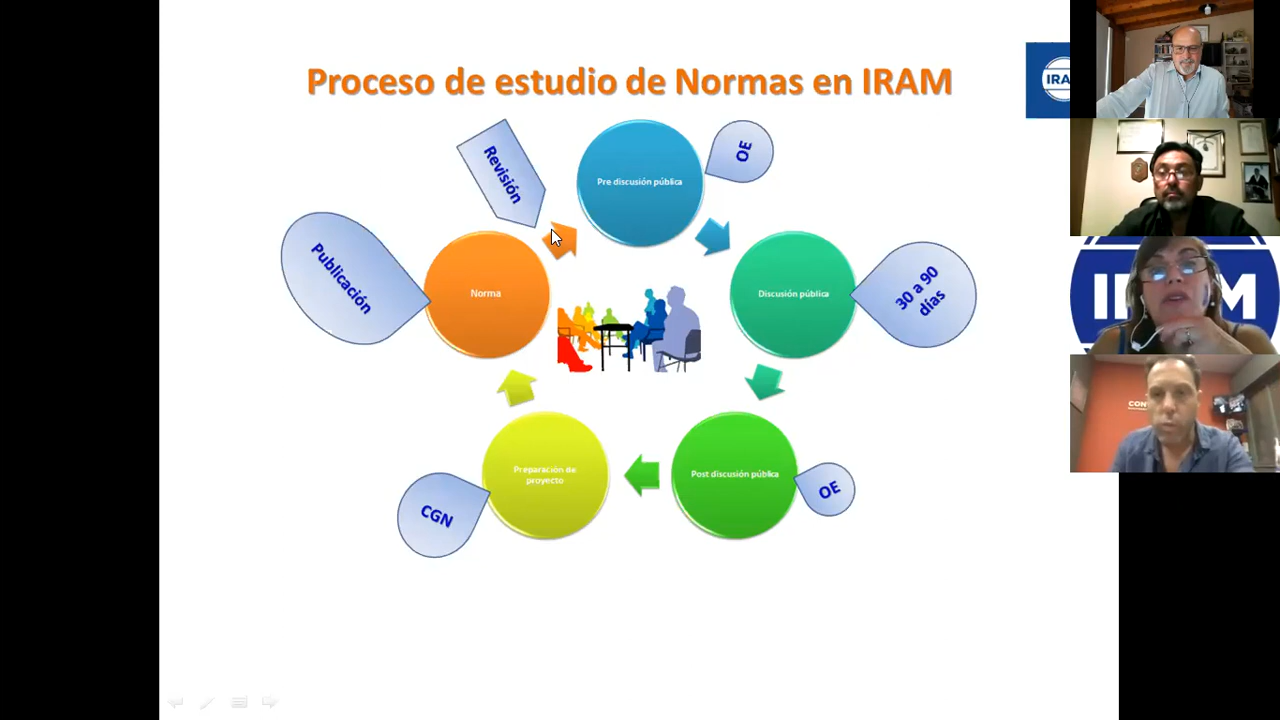 Proceso de estudio de Normas en IRAM
Revisión
Pre discusión pública
OE
Publicación
Norma
Discusión pública
30 a 90
días
Preparación de
proyecto
Post discusión pública
CGN
OE